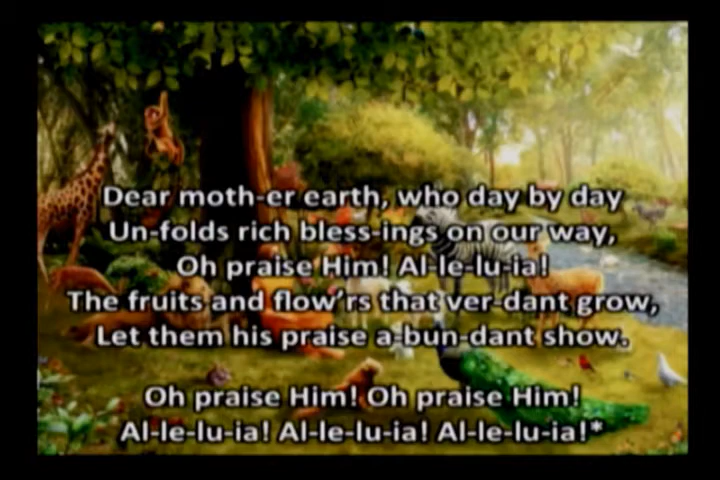 Dear moth-er earth, who day by day
Un-folds rich bless-ings on our way,
Oh praise Him! Al-le-lu-ia!
The fruits and flow'rs that ver-dant grow,
Let them his praise a-bun-dant show.
Oh praise Him! Oh praise Him!
Al-le-lu-ia! Al-le-lu-ia! Al-le-lu-ia!*